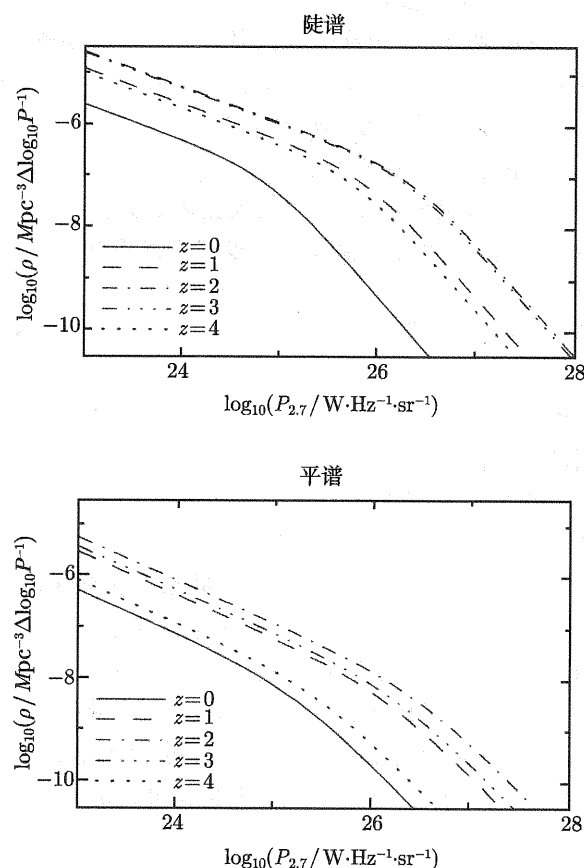 陡谱
log₁₀(ρ/Mpc⁻³Δlog₁₀P⁻¹)
−6
−8
−10
z=0
z=1
z=2
z=3
z=4
24
26
28
log₁₀(P₂.₇/W·Hz⁻¹·sr⁻¹)
平谱
log₁₀(ρ/Mpc⁻³Δlog₁₀P⁻¹)
−6
−8
−10
z=0
z=1
z=2
z=3
z=4
24
26
28
log₁₀(P₂.₇/W·Hz⁻¹·sr⁻¹)